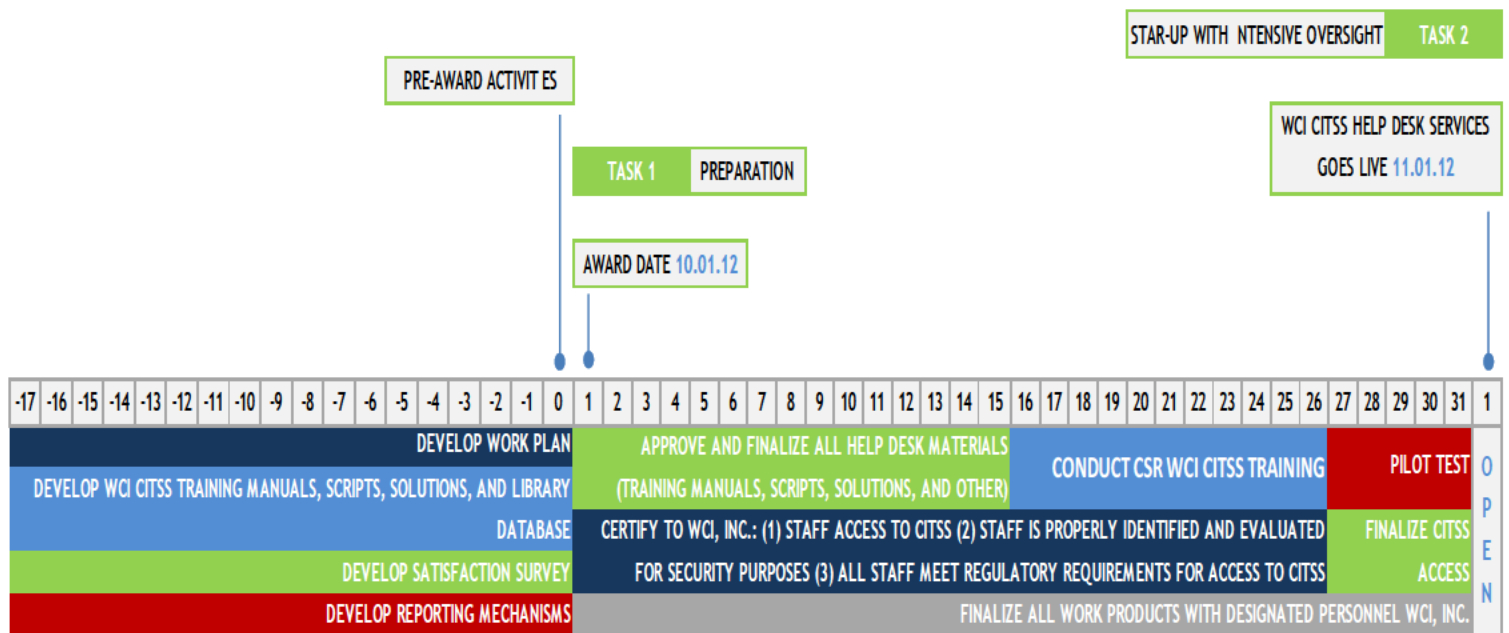 STAR-UP WITH NTENSIVE OVERSIGHT TASK 2
PRE-AWARD ACTIVIT ES
WCI CITSS HELP DESK SERVICES
GOES LIVE 11.01.12
TASK 1 PREPARATION
AWARD DATE 10.01.12
-17 -16 -15 -14 -13 -12 -11 -10 -9 -8 -7 -6 -5 -4 -3 -2 -1 0 1 2 3 4 5 6 7 8 9 10 11 12 13 14 15 16 17 18 19 20 21 22 23 24 25 26 27 28 29 30 31 1
DEVELOP WORK PLAN
DEVELOP WCI CITSS TRAINING MANUALS, SCRIPTS, SOLUTIONS, AND LIBRARY
DATABASE
DEVELOP SATISFACTION SURVEY
DEVELOP REPORTING MECHANISMS
APPROVE AND FINALIZE ALL HELP DESK MATERIALS
(TRAINING MANUALS, SCRIPTS, SOLUTIONS, AND OTHER)
CONDUCT CSR WCI CITSS TRAINING
PILOT TEST
CERTIFY TO WCI, INC.: (1) STAFF ACCESS TO CITSS (2) STAFF IS PROPERLY IDENTIFIED AND EVALUATED
FOR SECURITY PURPOSES (3) ALL STAFF MEET REGULATORY REQUIREMENTS FOR ACCESS TO CITSS
FINALIZE CITSS
ACCESS
FINALIZE ALL WORK PRODUCTS WITH DESIGNATED PERSONNEL WCI, INC.
O
P
E
N